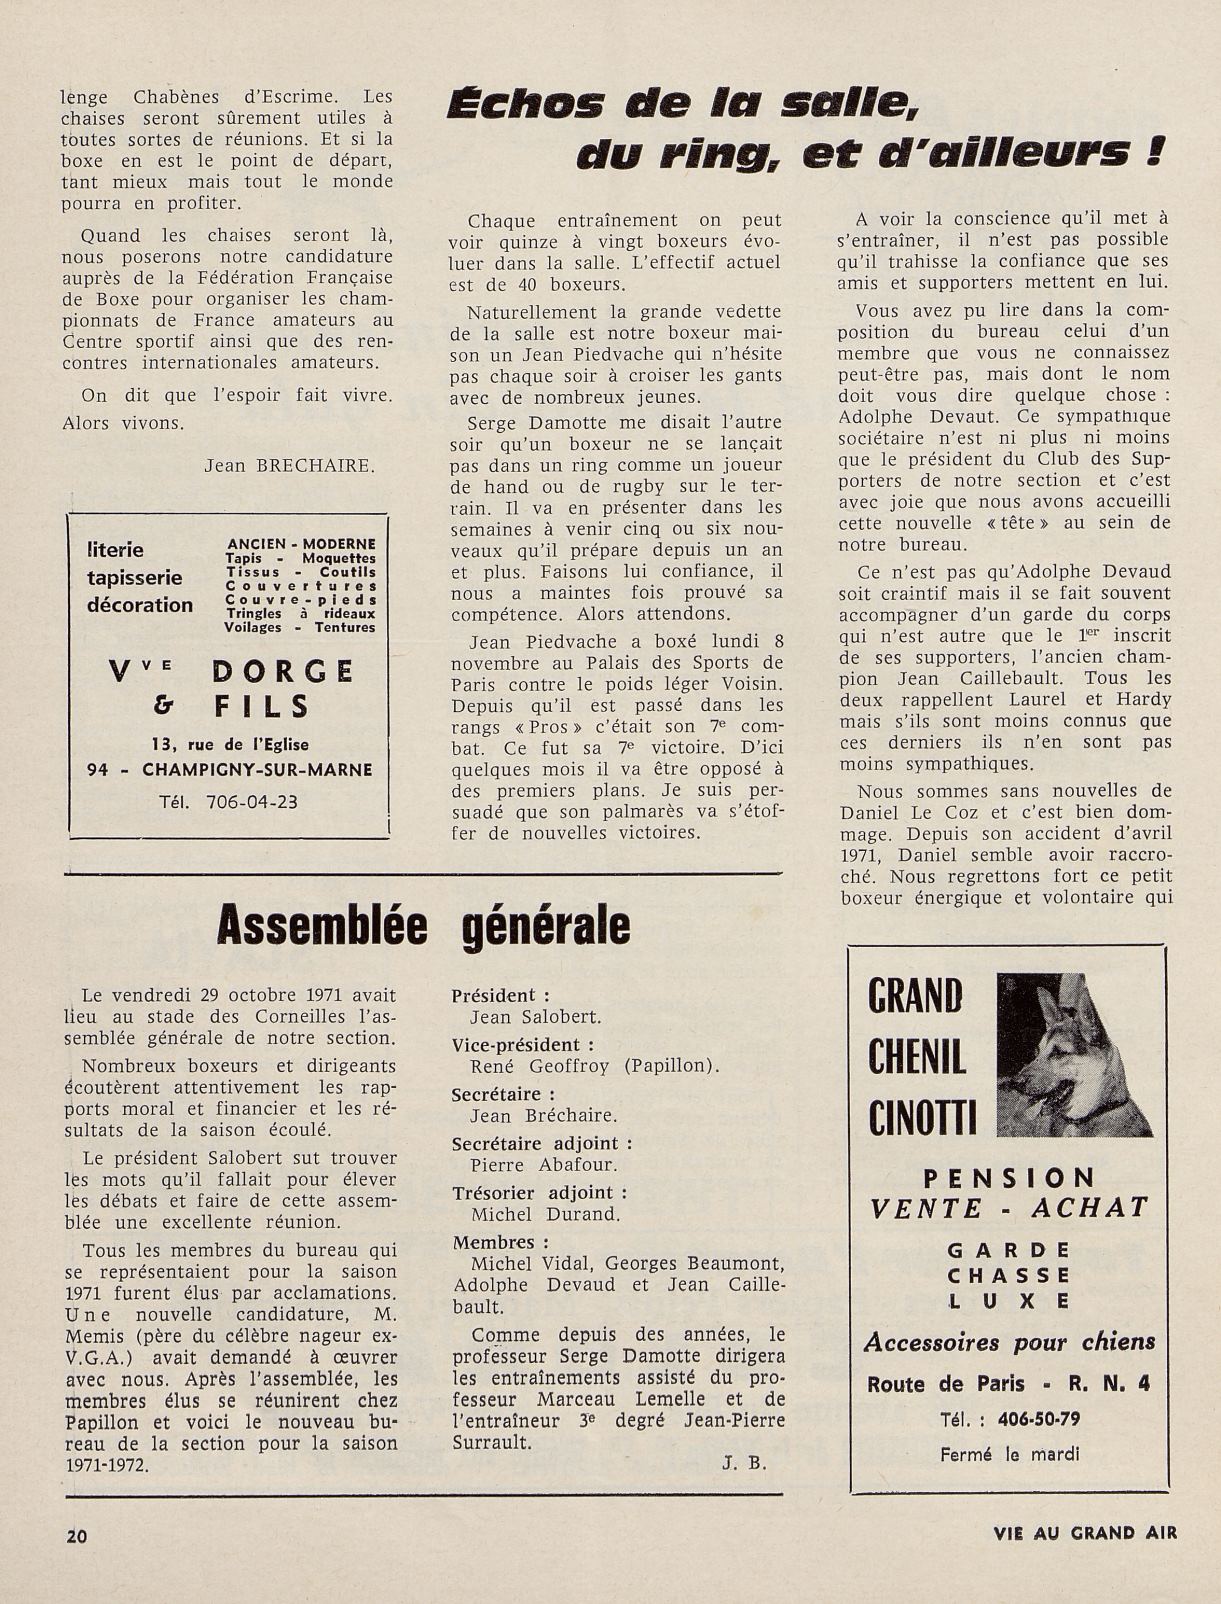 lenge Chabènes d'Escrime. Les
chaises seront sûrement utiles à
toutes sortes de réunions. Et si la
boxe en est le point de départ,
tant mieux mais tout le monde
pourra en profiter.
Quand les chaises seront là,
nous poserons notre candidature
auprès de la Fédération Française
de Boxe pour organiser les cham-
pionnats de France amateurs au
Centre sportif ainsi que des ren-
contres internationales amateurs.
On dit que l'espoir fait vivre.
Alors vivons.
Jean BRECHAIRE.
literie
tapisserie
décoration
ANCIEN - MODERNE
Tapis - Moquettes
Tissus - Coutils
Couvertures
Couvre-pieds
Tringles à rideaux
Voilages - Tentures
Vve DORGE
& FILS
13, rue de l'Eglise
94 - CHAMPIGNY-SUR-MARNE
Tél. 706-04-23
Échos de la salle,
du ring, et d'ailleurs !
Chaque entraînement on peut
voir quinze à vingt boxeurs évo-
luer dans la salle. L'effectif actuel
est de 40 boxeurs.
Naturellement la grande vedette
de la salle est notre boxeur mai-
son un Jean Piedvache qui n'hésite
pas chaque soir à croiser les gants
avec de nombreux jeunes.
Serge Damotte me disait l'autre
soir qu'un boxeur ne se lançait
pas dans un ring comme un joueur
de hand ou de rugby sur le ter-
rain. Il va en présenter dans les
semaines à venir cinq ou six nou-
veaux qu'il prépare depuis un an
et plus. Faisons lui confiance, il
nous a maintes fois prouvé sa
compétence. Alors attendons.
Jean Piedvache a boxé lundi 8
novembre au Palais des Sports de
Paris contre le poids léger Voisin.
Depuis qu'il est passé dans les
rangs « Pros » c'était son 7e com-
bat. Ce fut sa 7e victoire. D'ici
quelques mois il va être opposé à
des premiers plans. Je suis per-
suadé que son palmarès va s'étof-
fer de nouvelles victoires.
A voir la conscience qu'il met à
s'entraîner, il n'est pas possible
qu'il trahisse la confiance que ses
amis et supporters mettent en lui.
Vous avez pu lire dans la com-
position du bureau celui d'un
membre que vous ne connaissez
peut-être pas, mais dont le nom
doit vous dire quelque chose :
Adolphe Devaut. Ce sympathique
sociétaire n'est ni plus ni moins
que le président du Club des Sup-
porters de notre section et c'est
avec joie que nous avons accueilli
cette nouvelle « tête » au sein de
notre bureau.
Ce n'est pas qu'Adolphe Devaud
soit craintif mais il se fait souvent
accompagner d'un garde du corps
qui n'est autre que le 1er inscrit
de ses supporters, l'ancien cham-
pion Jean Caillebault. Tous les
deux rappellent Laurel et Hardy
mais s'ils sont moins connus que
ces derniers ils n'en sont pas
moins sympathiques.
Nous sommes sans nouvelles de
Daniel Le Coz et c'est bien dom-
mage. Depuis son accident d'avril
1971, Daniel semble avoir raccro-
ché. Nous regrettons fort ce petit
boxeur énergique et volontaire qui
Assemblée générale
Le vendredi 29 octobre 1971 avait
lieu au stade des Corneilles l'as-
semblée générale de notre section.
Nombreux boxeurs et dirigeants
écoutèrent attentivement les rap-
ports moral et financier et les ré-
sultats de la saison écoulé.
Le président Salobert sut trouver
les mots qu'il fallait pour élever
les débats et faire de cette assem-
blée une excellente réunion.
Tous les membres du bureau qui
se représentaient pour la saison
1971 furent élus par acclamations.
Une nouvelle candidature, M.
Memis (père du célèbre nageur ex-
V.G.A.) avait demandé à œuvrer
avec nous. Après l'assemblée, les
membres élus se réunirent chez
Papillon et voici le nouveau bu-
reau de la section pour la saison
1971-1972.
Président :
Jean Salobert.
Vice-président :
René Geoffroy (Papillon).
Secrétaire :
Jean Bréchaire.
Secrétaire adjoint :
Pierre Abafour.
Trésorier adjoint :
Michel Durand.
Membres :
Michel Vidal, Georges Beaumont,
Adolphe Devaud et Jean Caille-
bault.
Comme depuis des années, le
professeur Serge Damotte dirigera
les entraînements assisté du pro-
fesseur Marceau Lemelle et de
l'entraîneur 3e degré Jean-Pierre
Surrault.
J. B.
GRAND
CHENIL
CINOTTI
PENSION
VENTE - ACHAT
GARDE
CHASSE
LUXE
Accessoires pour chiens
Route de Paris - R. N. 4
Tél. : 406-50-79
Fermé le mardi
20
VIE AU GRAND AIR